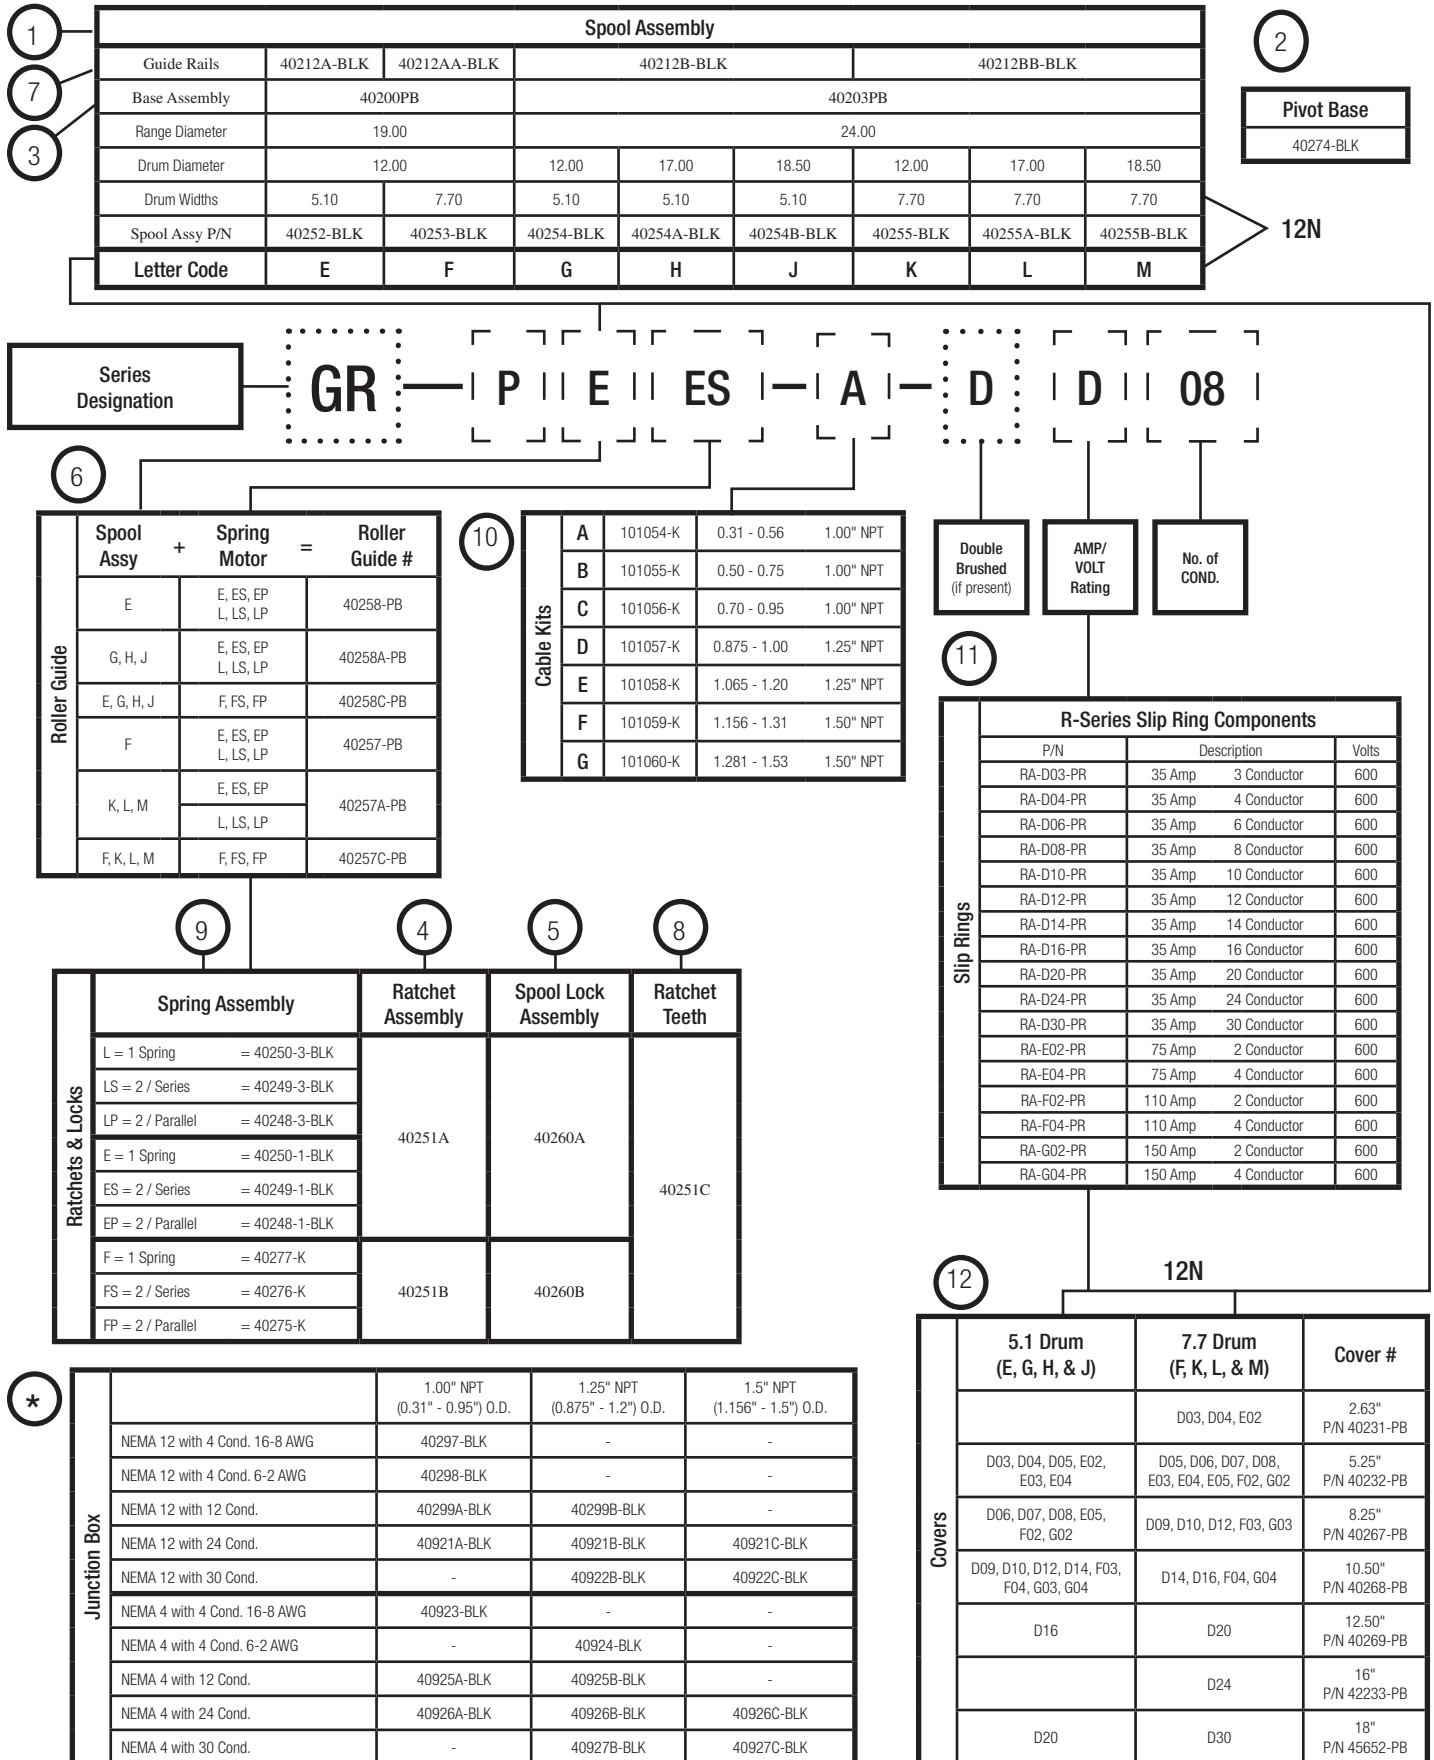 1
Spool Assembly
2
7
3
Guide Rails 40212A-BLK 40212AA-BLK 40212B-BLK 40212BB-BLK
Base Assembly 40200PB 40203PB
Range Diameter 19.00 24.00
Drum Diameter 12.00 12.00 17.00 18.50 12.00 17.00 18.50
Drum Widths 5.10 7.70 5.10 5.10 5.10 7.70 7.70 7.70
Spool Assy P/N 40252-BLK 40253-BLK 40254-BLK 40254A-BLK 40254B-BLK 40255-BLK 40255A-BLK 40255B-BLK
Letter Code E F G H J K L M
Pivot Base
40274-BLK
12N
Series
Designation
GR — P E ES — A — D D 08
6
Roller Guide
Spool Assy + Spring Motor = Roller Guide #
E E, ES, EP L, LS, LP 40258-PB
G, H, J E, ES, EP L, LS, LP 40258A-PB
E, G, H, J F, FS, FP 40258C-PB
F E, ES, EP L, LS, LP 40257-PB
K, L, M E, ES, EP L, LS, LP 40257A-PB
F, K, L, M F, FS, FP 40257C-PB
10
Cable Kits
A 101054-K 0.31 - 0.56 1.00" NPT
B 101055-K 0.50 - 0.75 1.00" NPT
C 101056-K 0.70 - 0.95 1.00" NPT
D 101057-K 0.875 - 1.00 1.25" NPT
E 101058-K 1.065 - 1.20 1.25" NPT
F 101059-K 1.156 - 1.31 1.50" NPT
G 101060-K 1.281 - 1.53 1.50" NPT
Double
Brushed
(if present)
AMP/
VOLT
Rating
No. of
COND.
11
Slip Rings
R-Series Slip Ring Components
P/N Description Volts
RA-D03-PR 35 Amp 3 Conductor 600
RA-D04-PR 35 Amp 4 Conductor 600
RA-D06-PR 35 Amp 6 Conductor 600
RA-D08-PR 35 Amp 8 Conductor 600
RA-D10-PR 35 Amp 10 Conductor 600
RA-D12-PR 35 Amp 12 Conductor 600
RA-D14-PR 35 Amp 14 Conductor 600
RA-D16-PR 35 Amp 16 Conductor 600
RA-D20-PR 35 Amp 20 Conductor 600
RA-D24-PR 35 Amp 24 Conductor 600
RA-D30-PR 35 Amp 30 Conductor 600
RA-E02-PR 75 Amp 2 Conductor 600
RA-E04-PR 75 Amp 4 Conductor 600
RA-F02-PR 110 Amp 2 Conductor 600
RA-F04-PR 110 Amp 4 Conductor 600
RA-G02-PR 150 Amp 2 Conductor 600
RA-G04-PR 150 Amp 4 Conductor 600
9 4 5 8
Ratchets & Locks
Spring Assembly Ratchet Assembly Spool Lock Assembly Ratchet Teeth
L = 1 Spring = 40250-3-BLK
LS = 2 / Series = 40249-3-BLK
LP = 2 / Parallel = 40248-3-BLK
40251A 40260A
E = 1 Spring = 40250-1-BLK
ES = 2 / Series = 40249-1-BLK
40251C
EP = 2 / Parallel = 40248-1-BLK
F = 1 Spring = 40277-K
FS = 2 / Series = 40276-K 40251B 40260B
FP = 2 / Parallel = 40275-K
12
12N
Covers
5.1 Drum (E, G, H, & J) 7.7 Drum (F, K, L, & M) Cover #
D03, D04, E02 2.63" P/N 40231-PB
D03, D04, D05, E02, E03, E04 D05, D06, D07, D08, E03, E04, E05, F02, G02 5.25" P/N 40232-PB
D06, D07, D08, E05, F02, G02 D09, D10, D12, F03, G03 8.25" P/N 40267-PB
D09, D10, D12, D14, F03, F04, G03, G04 D14, D16, F04, G04 10.50" P/N 40268-PB
D16 D20 12.50" P/N 40269-PB
D24 16" P/N 42233-PB
D20 D30 18" P/N 45652-PB
*
Junction Box
1.00" NPT (0.31" - 0.95") O.D. 1.25" NPT (0.875" - 1.2") O.D. 1.5" NPT (1.156" - 1.5") O.D.
NEMA 12 with 4 Cond. 16-8 AWG 40297-BLK - -
NEMA 12 with 4 Cond. 6-2 AWG 40298-BLK - -
NEMA 12 with 12 Cond. 40299A-BLK 40299B-BLK -
NEMA 12 with 24 Cond. 40921A-BLK 40921B-BLK 40921C-BLK
NEMA 12 with 30 Cond. - 40922B-BLK 40922C-BLK
NEMA 4 with 4 Cond. 16-8 AWG 40923-BLK - -
NEMA 4 with 4 Cond. 6-2 AWG - 40924-BLK -
NEMA 4 with 12 Cond. 40925A-BLK 40925B-BLK -
NEMA 4 with 24 Cond. 40926A-BLK 40926B-BLK 40926C-BLK
NEMA 4 with 30 Cond. - 40927B-BLK 40927C-BLK